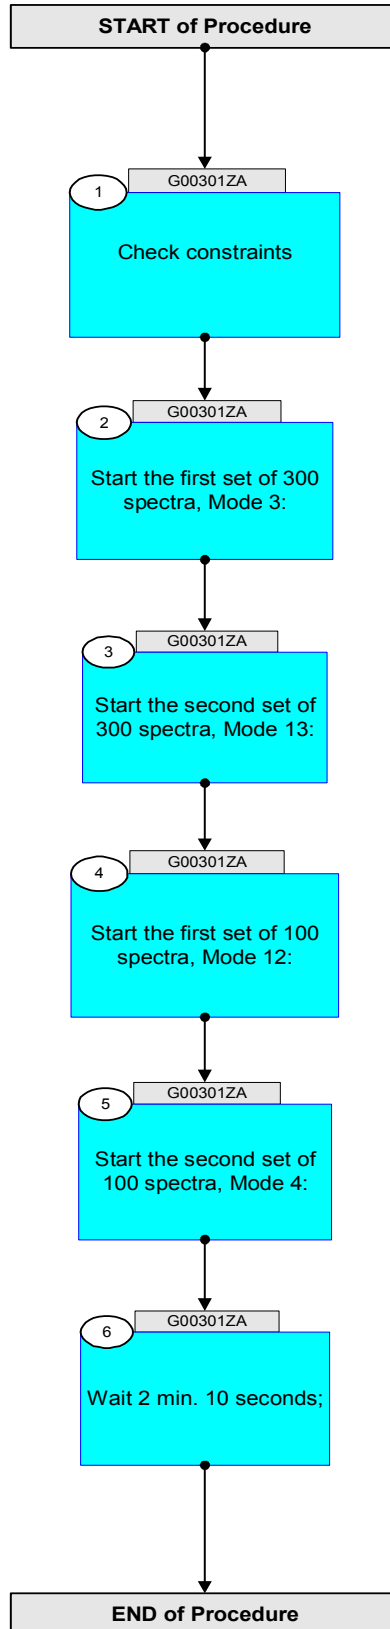 START of Procedure
G00301ZA
1
Check constraints
G00301ZA
2
Start the first set of 300
spectra, Mode 3:
G00301ZA
3
Start the second set of
300 spectra, Mode 13:
G00301ZA
4
Start the first set of 100
spectra, Mode 12:
G00301ZA
5
Start the second set of
100 spectra, Mode 4:
G00301ZA
6
Wait 2 min. 10 seconds;
END of Procedure